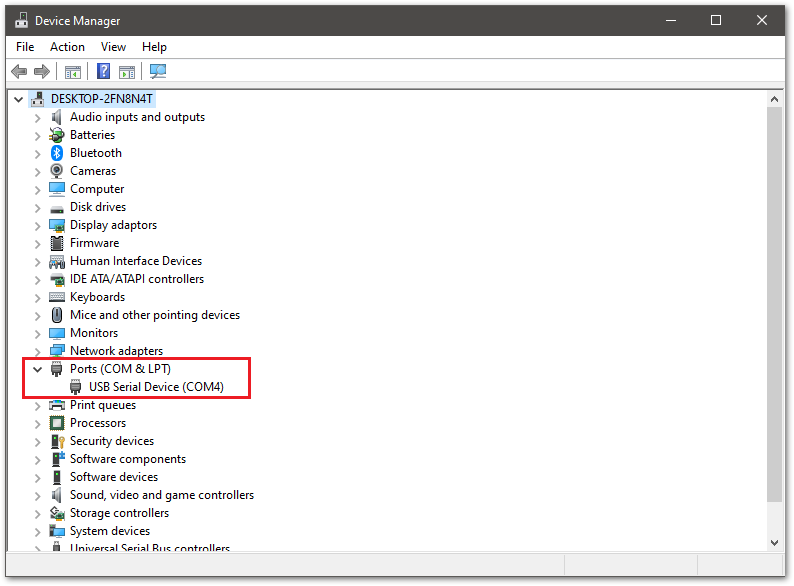 Device Manager
File Action View Help
DESKTOP-2FN8N4T
Audio inputs and outputs
Batteries
Bluetooth
Cameras
Computer
Disk drives
Display adaptors
Firmware
Human Interface Devices
IDE ATA/ATAPI controllers
Keyboards
Mice and other pointing devices
Monitors
Network adapters
Ports (COM & LPT)
USB Serial Device (COM4)
Print queues
Processors
Security devices
Software components
Software devices
Sound, video and game controllers
Storage controllers
System devices
Universal Serial Bus controllers